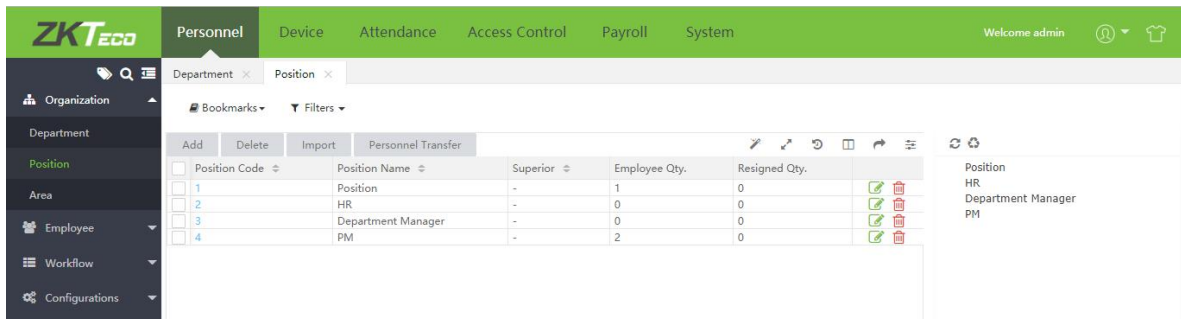 ZKTeco
Personnel Device Attendance Access Control Payroll System Welcome admin
Department Position
Organization
Department
Position
Area
Employee
Workflow
Configurations
Bookmarks Filters
Add Delete Import Personnel Transfer
Position Code Position Name Superior Employee Qty. Resigned Qty.
1 Position - 1 0
2 HR - 0 0
3 Department Manager - 0 0
4 PM - 2 0
Position
HR
Department Manager
PM